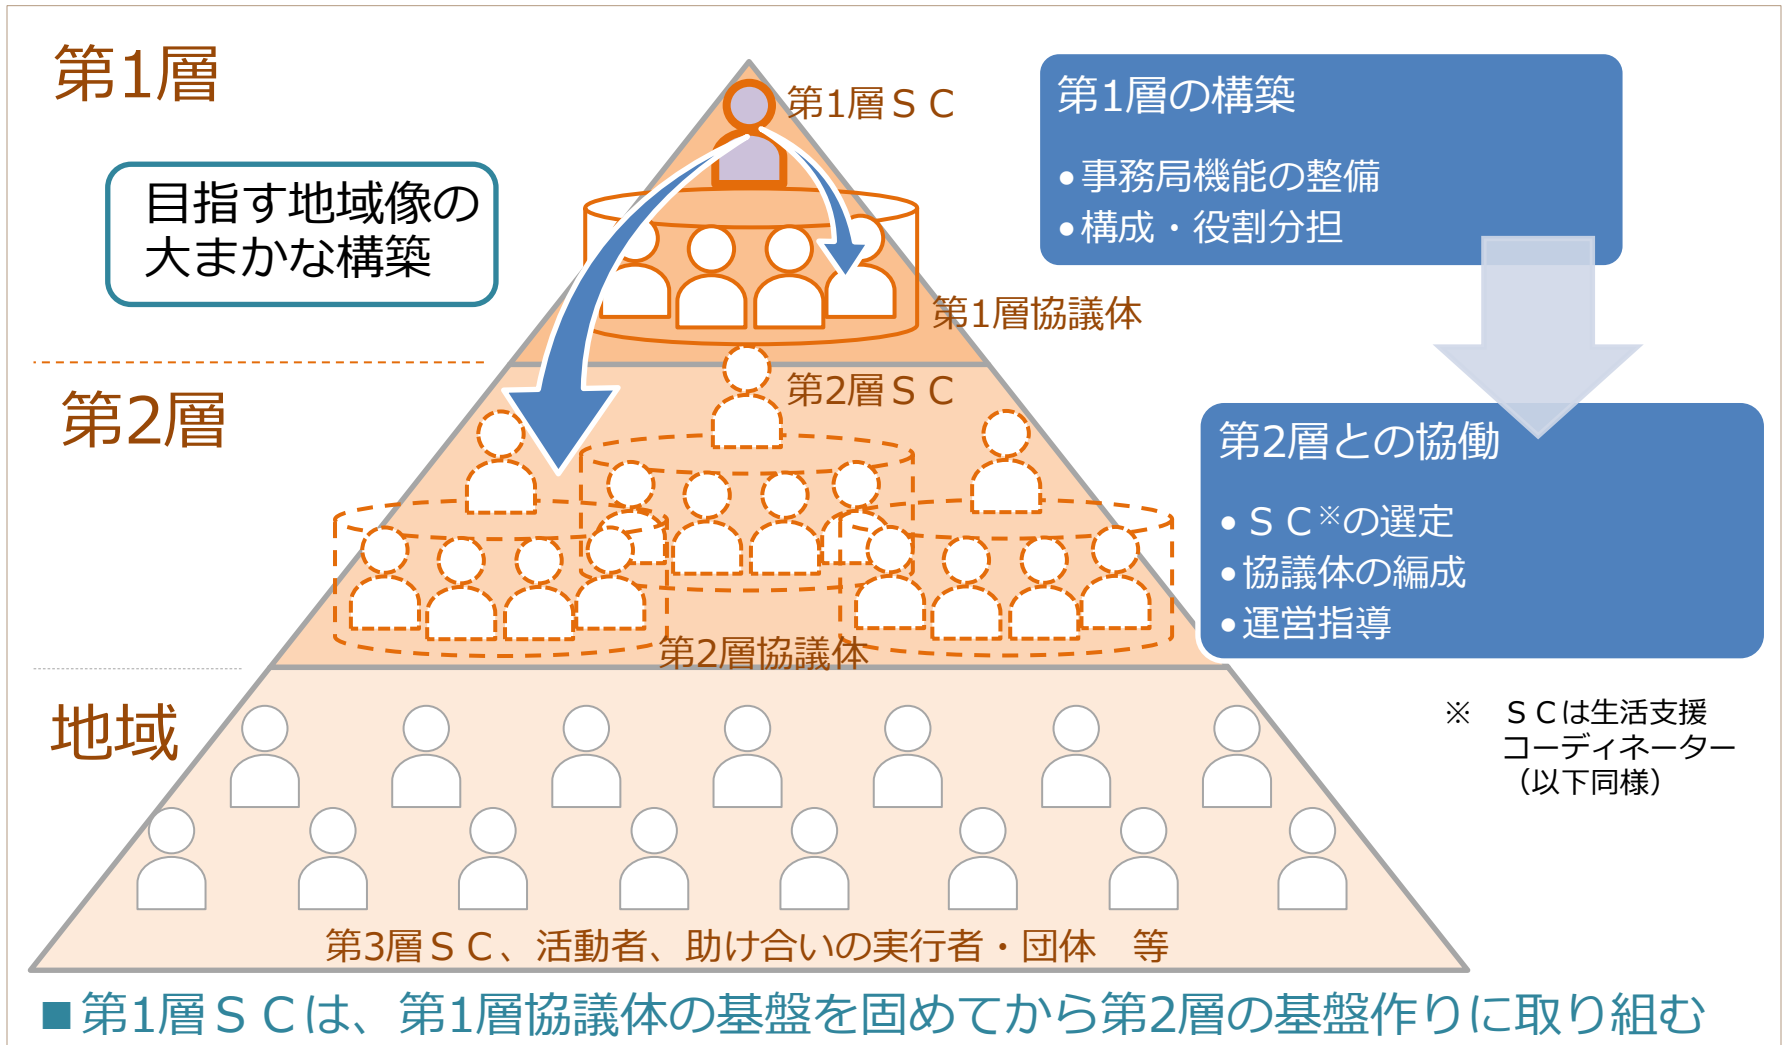 第1層
第1層ＳＣ
目指す地域像の
大まかな構築
第1層協議体
第1層の構築
•事務局機能の整備
•構成・役割分担
第2層
第2層ＳＣ
第2層協議体
第2層との協働
•ＳＣ※の選定
•協議体の編成
•運営指導
※　ＳＣは生活支援
コーディネーター
（以下同様）
地域
第3層ＳＣ、活動者、助け合いの実行者・団体　等
■第1層ＳＣは、第1層協議体の基盤を固めてから第2層の基盤作りに取り組む